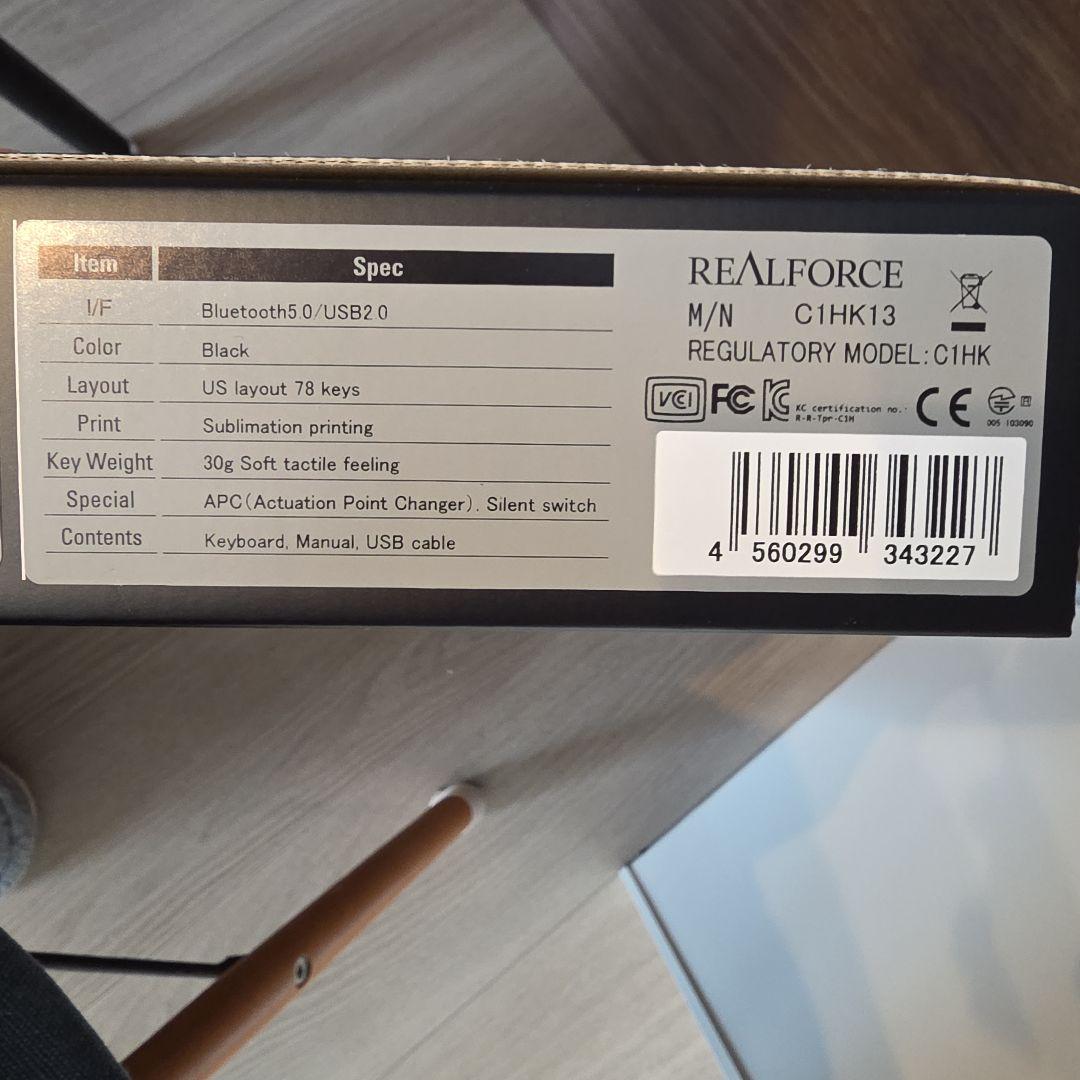 Item Spec
I/F Bluetooth5.0/USB2.0
Color Black
Layout US layout 78 keys
Print Sublimation printing
Key Weight 30g Soft tactile feeling
Special APC(Actuation Point Changer). Silent switch
Contents Keyboard, Manual, USB cable
REALFORCE
M/N C1HK13
REGULATORY MODEL:C1HK
VCI FC KC certification no.: CE
R-R-Tpr-C1H
005-103090
4 560299 343227